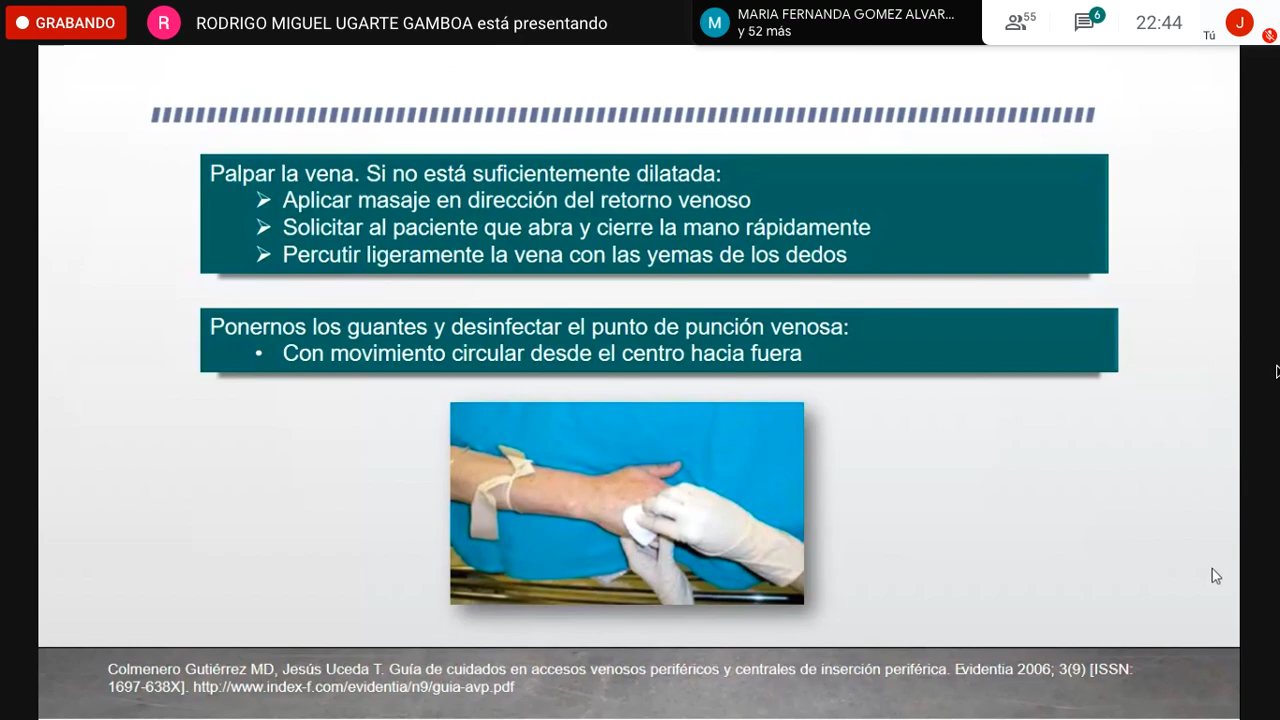 GRABANDO
R
RODRIGO MIGUEL UGARTE GAMBOA está presentando
M
MARIA FERNANDA GOMEZ ALVAR...
y 52 más
55
6
22:44
Tú
J
Palpar la vena. Si no está suficientemente dilatada:
➢ Aplicar masaje en dirección del retorno venoso
➢ Solicitar al paciente que abra y cierre la mano rápidamente
➢ Percutir ligeramente la vena con las yemas de los dedos
Ponernos los guantes y desinfectar el punto de punción venosa:
• Con movimiento circular desde el centro hacia fuera
Colmenero Gutiérrez MD, Jesús Uceda T. Guía de cuidados en accesos venosos periféricos y centrales de inserción periférica. Evidentia 2006; 3(9) [ISSN:
1697-638X]. http://www.index-f.com/evidentia/n9/guia-avp.pdf